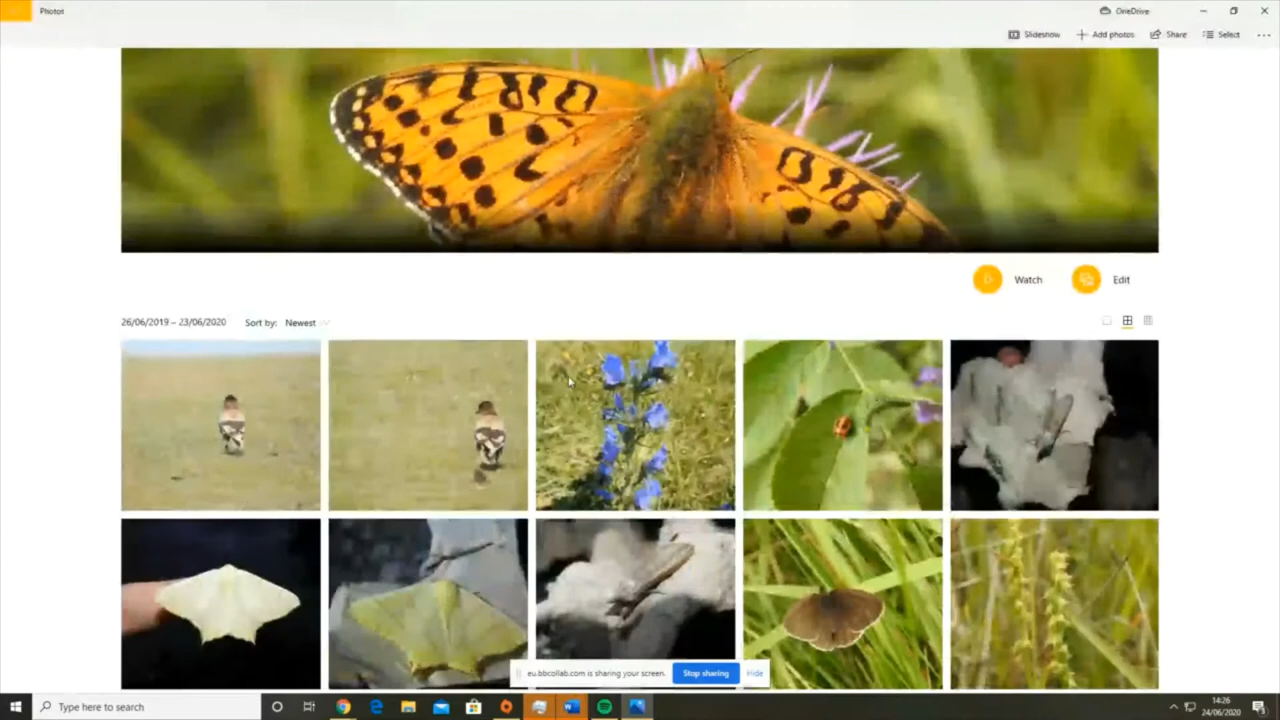 Photos
OneDrive
Slideshow
Add photos
Share
Select
Watch
Edit
26/06/2019 – 23/06/2020
Sort by: Newest
eu.bbcollab.com is sharing your screen.
Stop sharing
Hide
Type here to search
14:26
24/06/2020